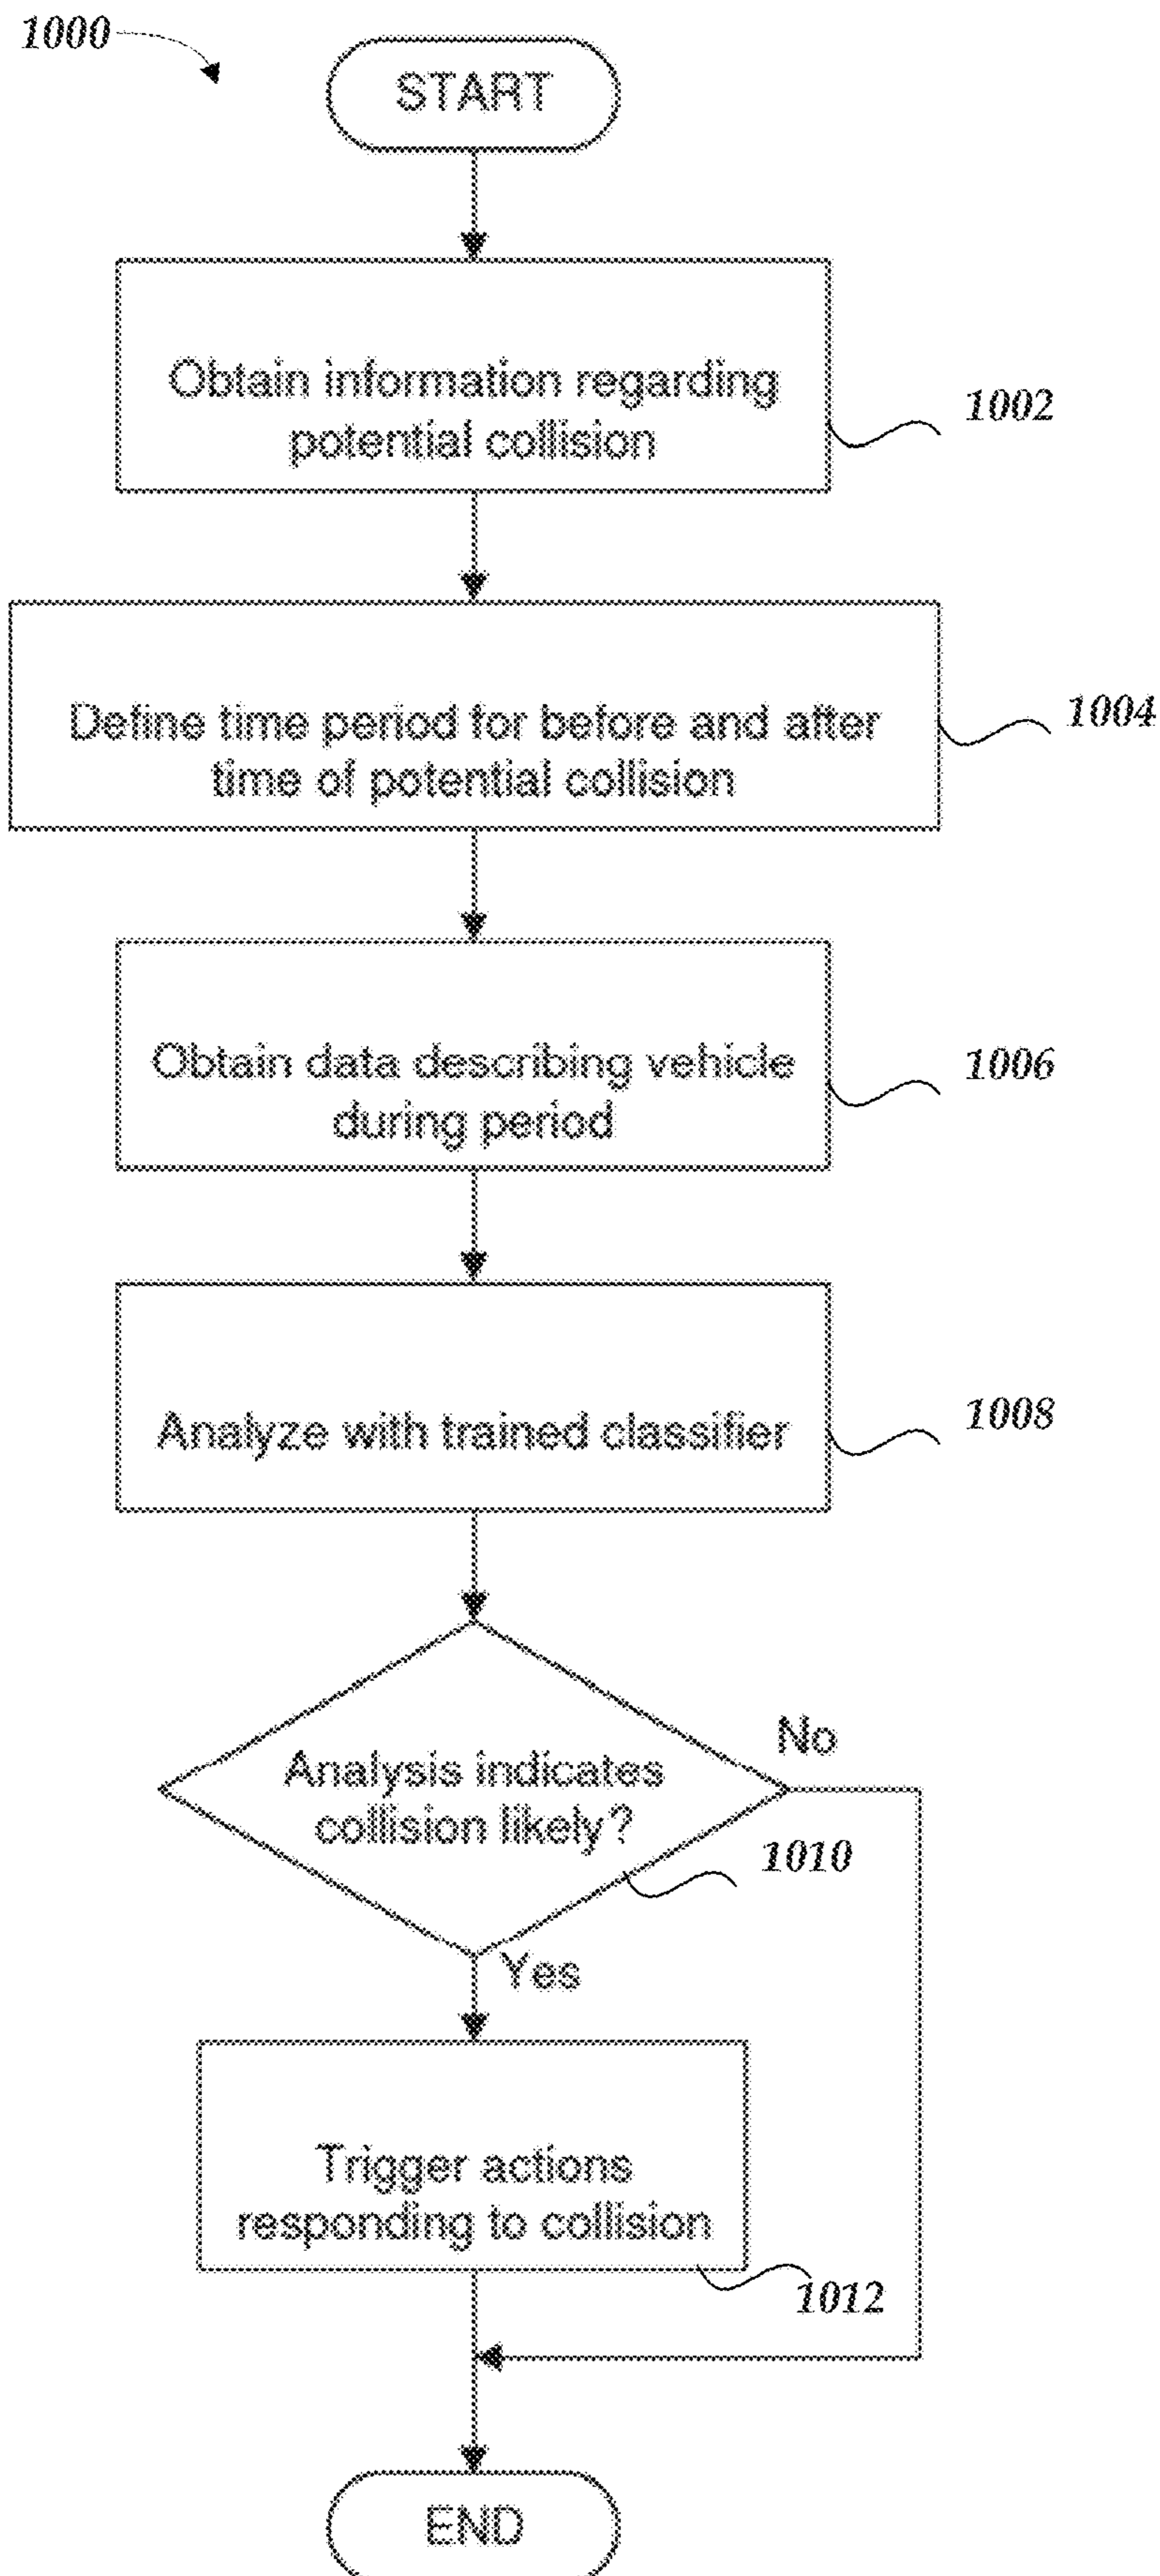 1000
START
Obtain information regarding
potential collision
1002
Define time period for before and after
time of potential collision
1004
Obtain data describing vehicle
during period
1006
Analyze with trained classifier
1008
Analysis indicates
collision likely?
No
1010
Yes
Trigger actions
responding to collision
1012
END